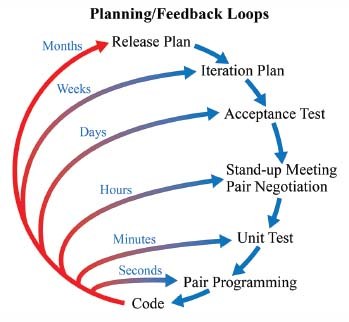 Planning/Feedback Loops
Months
Release Plan
Iteration Plan
Weeks
Acceptance Test
Days
Stand-up Meeting
Pair Negotiation
Hours
Unit Test
Minutes
Seconds
Pair Programming
Code